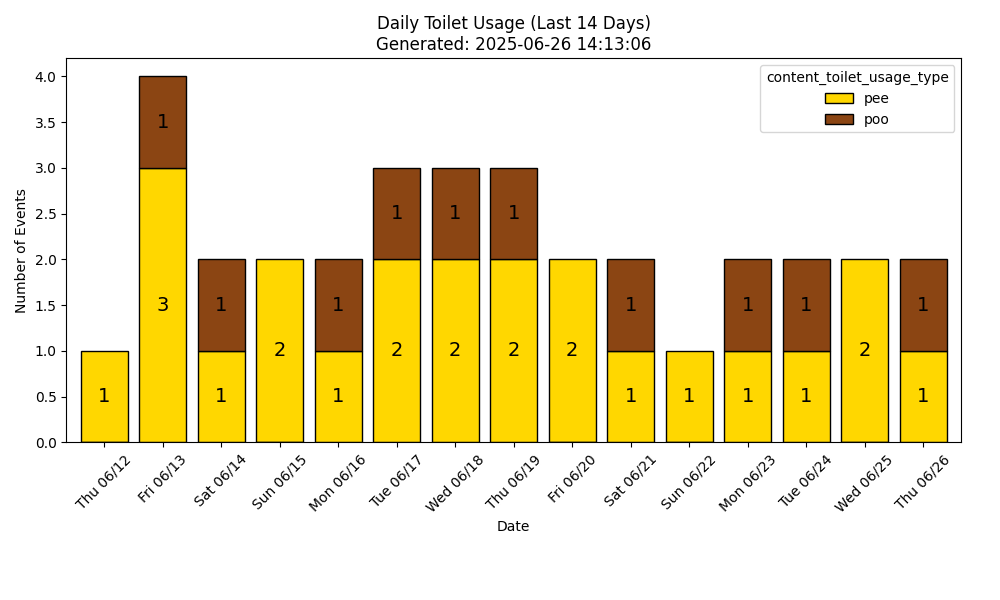 Daily Toilet Usage (Last 14 Days)
Generated: 2025-06-26 14:13:06
content_toilet_usage_type
pee
poo
Number of Events
4.0
3.5
3.0
2.5
2.0
1.5
1.0
0.5
0.0
1
1 1 1
3 1 1 1 1 1 1
2 2 2 2 2 2
1 1 1 1 1 1 1 1
Thu 06/12
Fri 06/13
Sat 06/14
Sun 06/15
Mon 06/16
Tue 06/17
Wed 06/18
Thu 06/19
Fri 06/20
Sat 06/21
Sun 06/22
Mon 06/23
Tue 06/24
Wed 06/25
Thu 06/26
Date